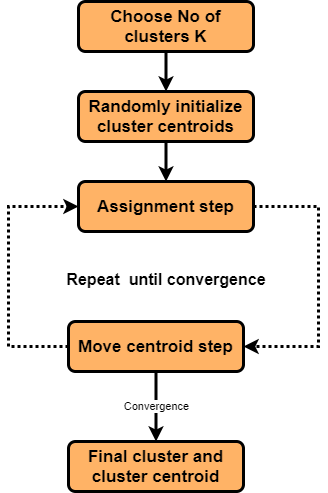 Choose No of
clusters K
Randomly initialize
cluster centroids
Assignment step
Repeat  until convergence
Move centroid step
Convergence
Final cluster and
cluster centroid